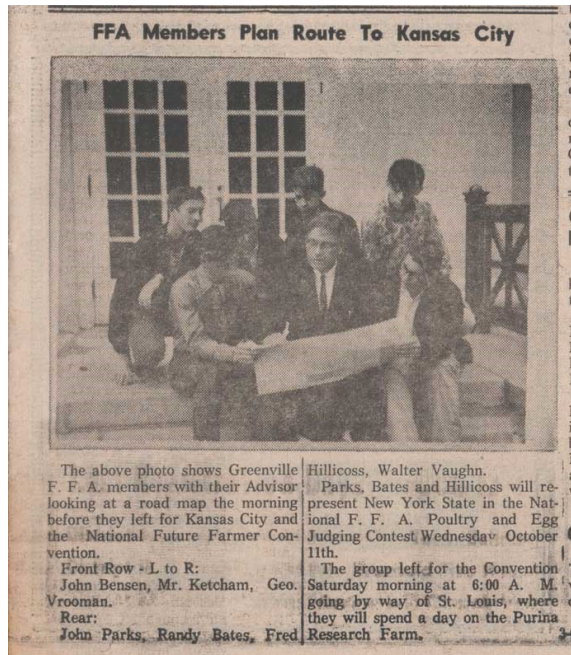 FFA Members Plan Route To Kansas City
The above photo shows Greenville
F. F. A. members with their Advisor
looking at a road map the morning
before they left for Kansas City and
the National Future Farmer Con-
vention.
Front Row - L to R:
John Bensen, Mr. Ketcham, Geo.
Vrooman.
Rear:
John Parks, Randy Bates, Fred
Hillicoss, Walter Vaughn.
Parks, Bates and Hillicoss will re-
present New York State in the Nat-
ional F. F. A. Poultry and Egg
Judging Contest Wednesday October
11th.
The group left for the Convention
Saturday morning at 6:00 A. M.
going by way of St. Louis, where
they will spend a day on the Purina
Research Farm.